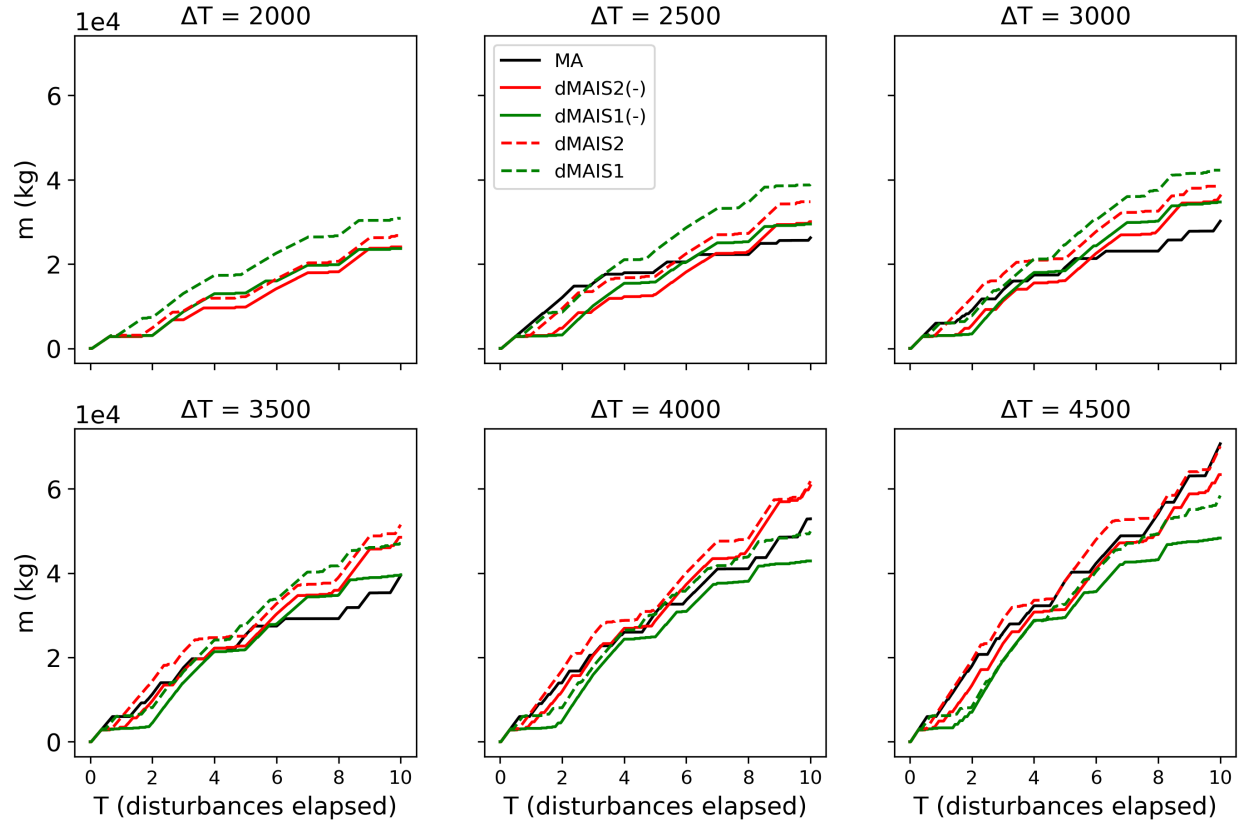 ΔT = 2000
ΔT = 2500
ΔT = 3000
1e4
6
4
2
0
m (kg)
MA
dMAIS2(-)
dMAIS1(-)
dMAIS2
dMAIS1
ΔT = 3500
ΔT = 4000
ΔT = 4500
1e4
6
4
2
0
m (kg)
0 2 4 6 8 10
0 2 4 6 8 10
0 2 4 6 8 10
T (disturbances elapsed)
T (disturbances elapsed)
T (disturbances elapsed)